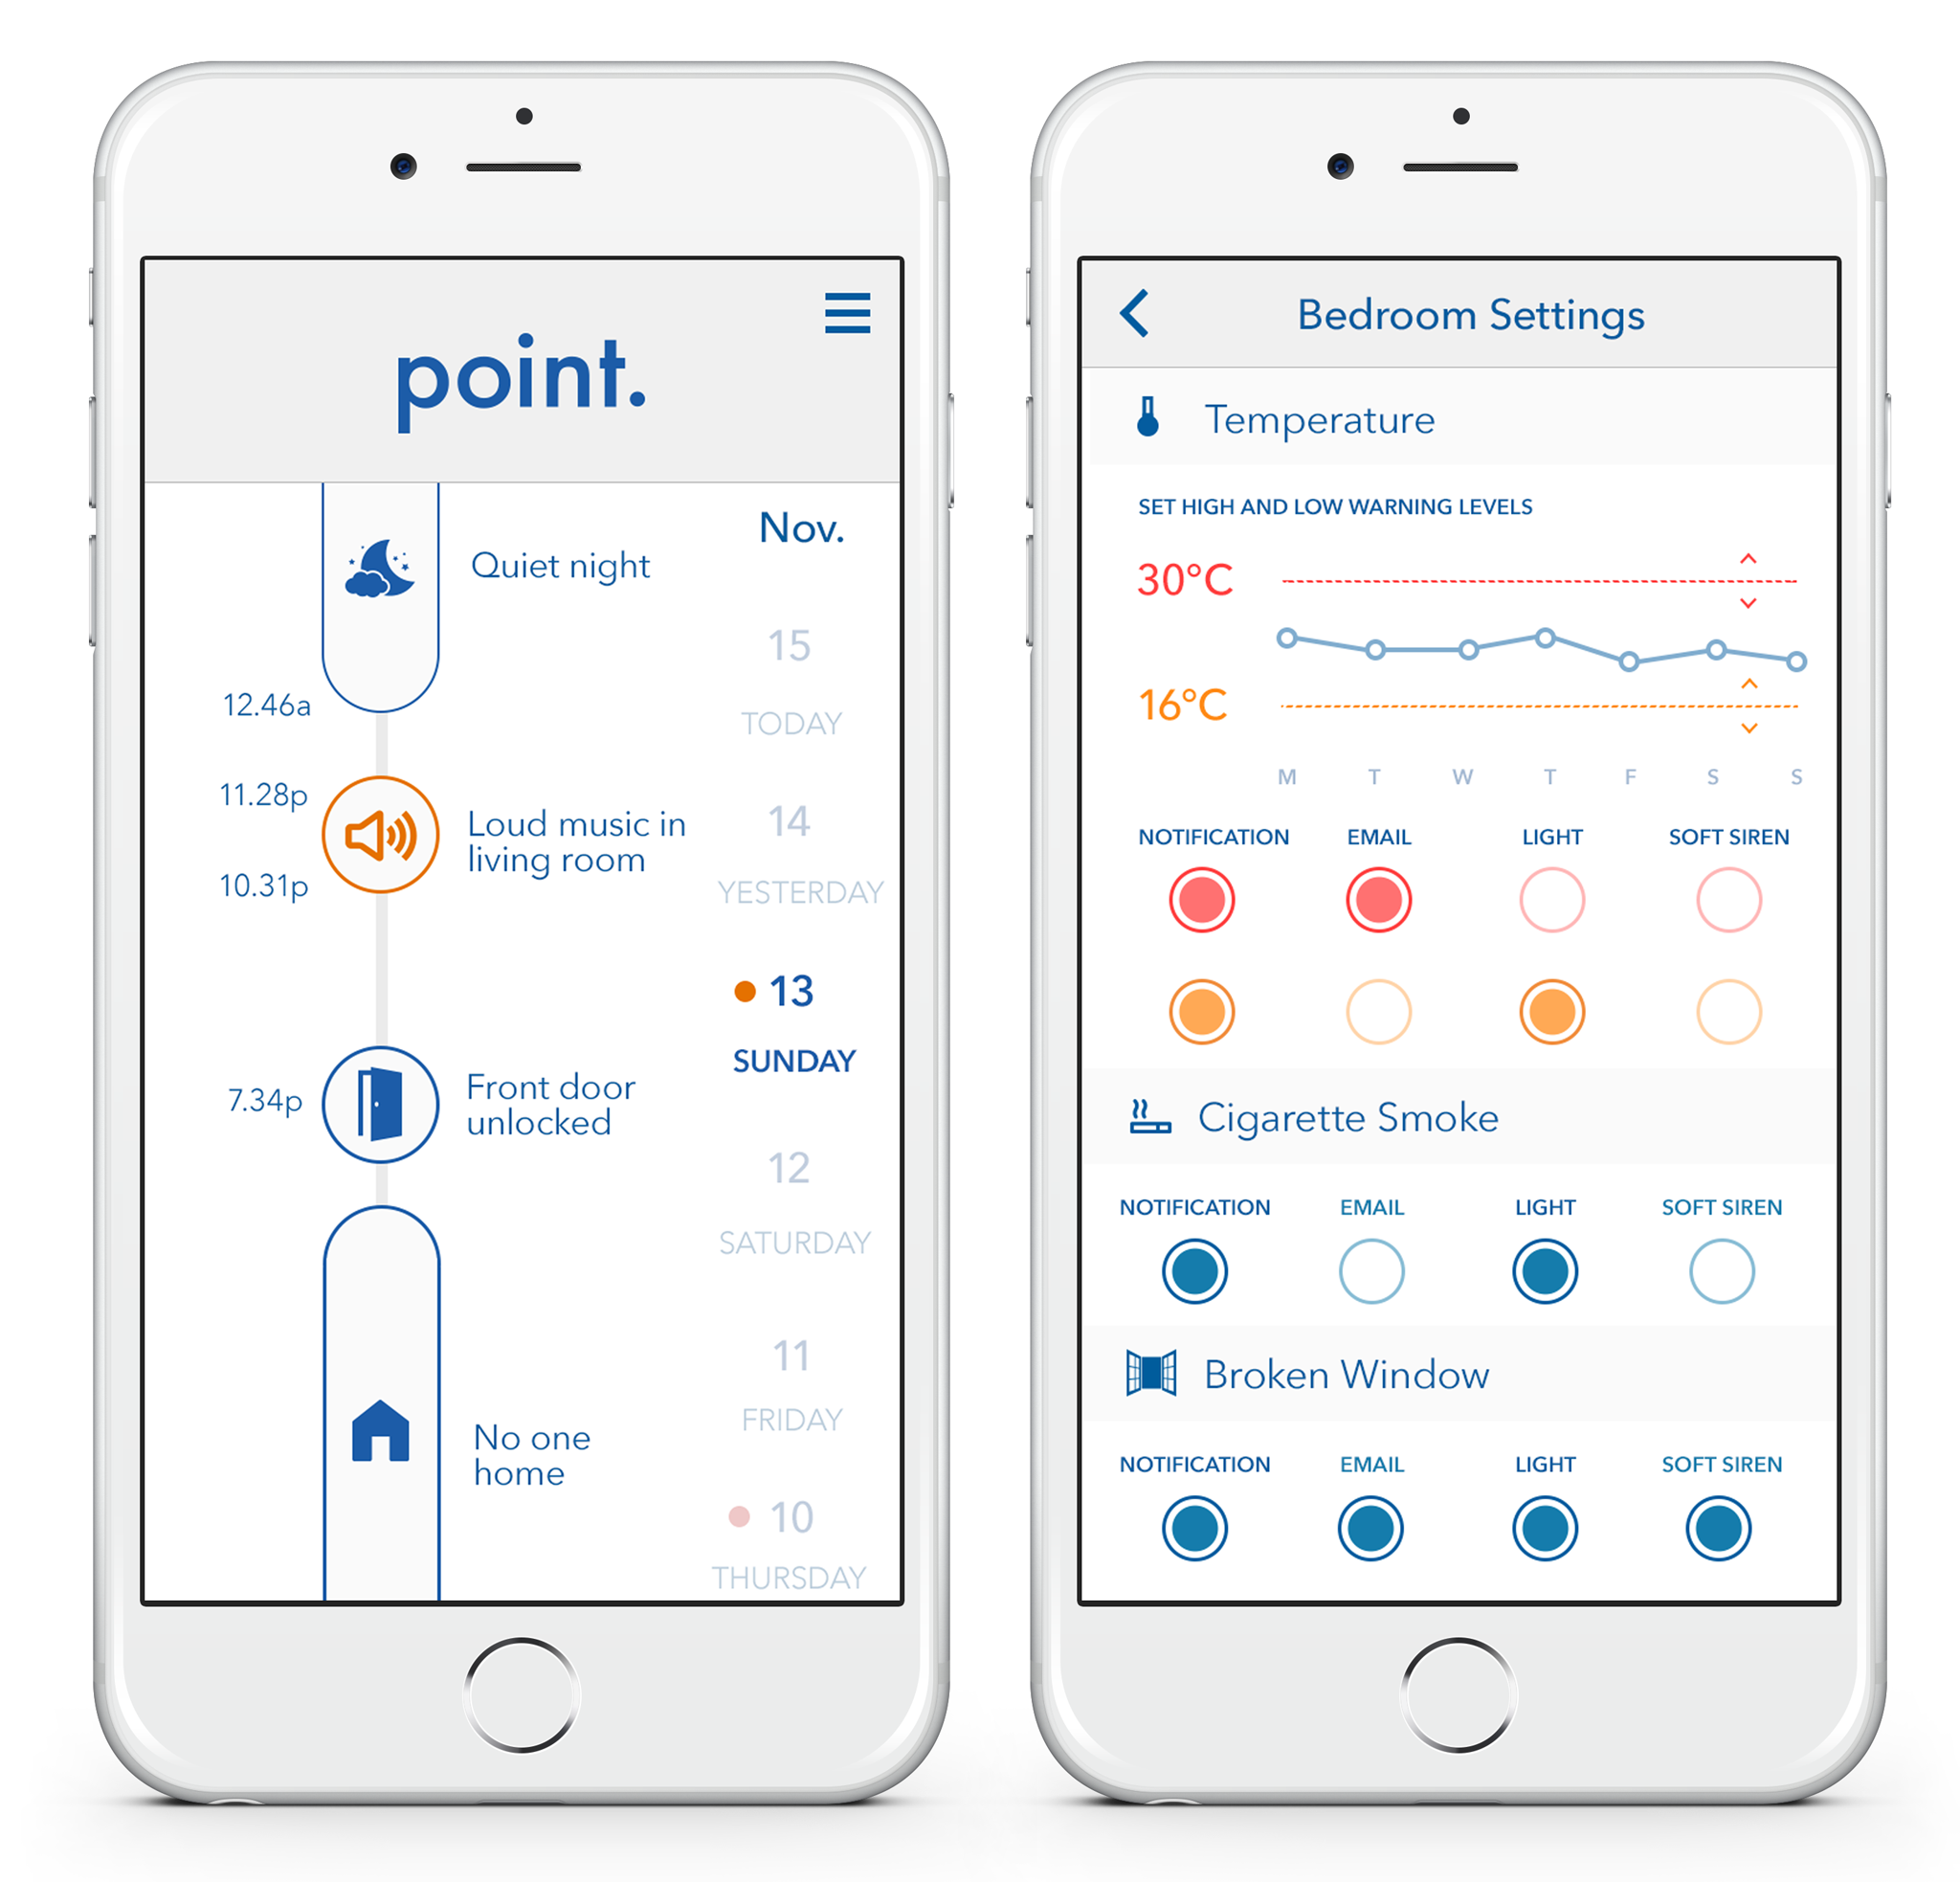 point.
Nov.
Quiet night
15
12.46a
TODAY
11.28p
Loud music in
living room
14
10.31p
YESTERDAY
13
SUNDAY
7.34p
Front door
unlocked
12
SATURDAY
11
FRIDAY
No one
home
10
THURSDAY
Bedroom Settings
Temperature
SET HIGH AND LOW WARNING LEVELS
30°C
16°C
M T W T F S S
NOTIFICATION EMAIL LIGHT SOFT SIREN
Cigarette Smoke
NOTIFICATION EMAIL LIGHT SOFT SIREN
Broken Window
NOTIFICATION EMAIL LIGHT SOFT SIREN